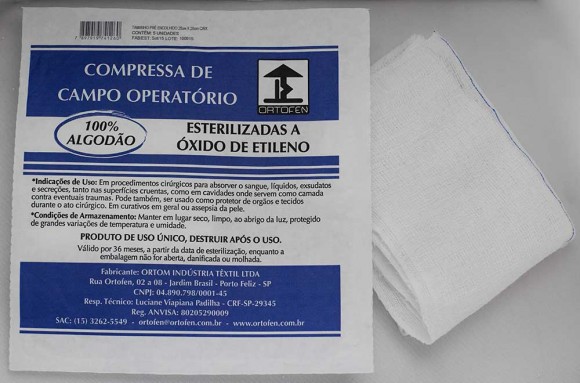 CONTÉM: 5 UNIDADES
COMPRESSA DE
CAMPO OPERATÓRIO
ORTOFEN
100%
ALGODÃO
ESTERILIZADAS A
ÓXIDO DE ETILENO
*Indicações de Uso: Em procedimentos cirúrgicos para absorver o sangue, líquidos, exsudatos
e secreções, tanto nas superfícies cruentas, como em cavidades onde servem como camada
contra eventuais traumas. Pode também, ser usado como protetor de orgãos e tecidos
durante o ato cirúrgico. Em curativos em geral ou assepsia da pele.
*Condições de Armazenamento: Manter em lugar seco, limpo, ao abrigo da luz, protegido
de grandes variações de temperatura e umidade.
PRODUTO DE USO ÚNICO, DESTRUIR APÓS O USO.
Válido por 36 meses, a partir da data de esterilização, enquanto a
embalagem não for aberta, danificada ou molhada.
Fabricante: ORTOM INDÚSTRIA TÊXTIL LTDA
Rua Ortofen, 02 a 08 - Jardim Brasil - Porto Feliz - SP
CNPJ: 04.890.798/0001-45
Resp. Técnico: Luciane Viapiana Padilha - CRF-SP-29345
Reg. ANVISA: 80205290009
SAC: (15) 3262-5549 - ortofen@ortofen.com.br - www.ortofen.com.br